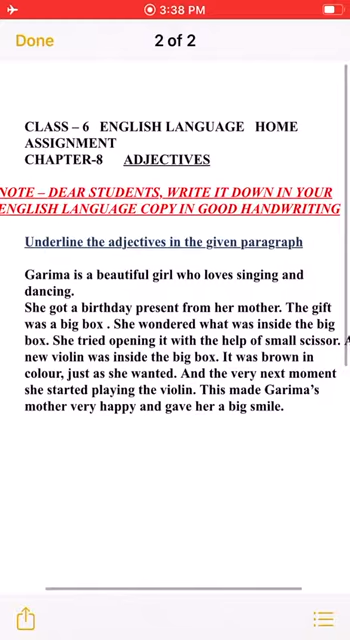 3:38 PM
Done
2 of 2
CLASS – 6 ENGLISH LANGUAGE HOME
ASSIGNMENT
CHAPTER-8 ADJECTIVES
NOTE – DEAR STUDENTS, WRITE IT DOWN IN YOUR
ENGLISH LANGUAGE COPY IN GOOD HANDWRITING
Underline the adjectives in the given paragraph
Garima is a beautiful girl who loves singing and
dancing.
She got a birthday present from her mother. The gift
was a big box . She wondered what was inside the big
box. She tried opening it with the help of small scissor. A
new violin was inside the big box. It was brown in
colour, just as she wanted. And the very next moment
she started playing the violin. This made Garima’s
mother very happy and gave her a big smile.